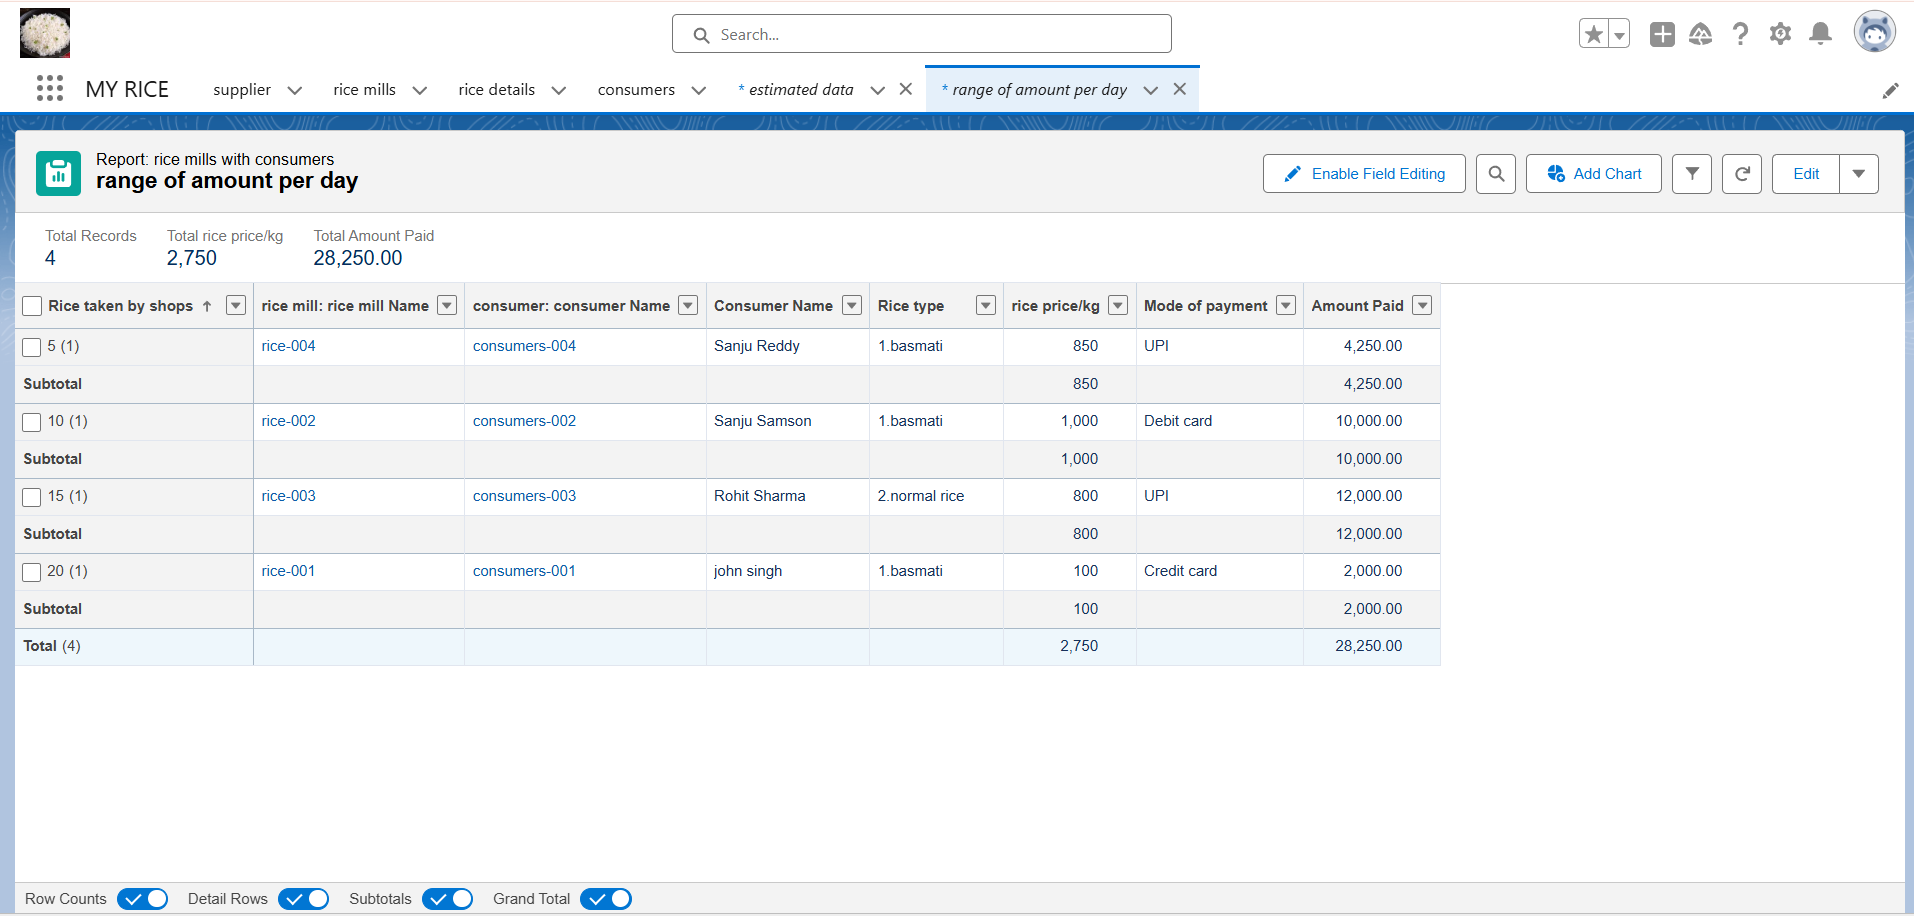 Search...
MY RICE supplier rice mills rice details consumers * estimated data * range of amount per day
Report: rice mills with consumers
range of amount per day
Enable Field Editing Add Chart Edit
Total Records Total rice price/kg Total Amount Paid
4 2,750 28,250.00
Rice taken by shops ↑ rice mill: rice mill Name consumer: consumer Name Consumer Name Rice type rice price/kg Mode of payment Amount Paid
5 (1) rice-004 consumers-004 Sanju Reddy 1.basmati 850 UPI 4,250.00
Subtotal 850 4,250.00
10 (1) rice-002 consumers-002 Sanju Samson 1.basmati 1,000 Debit card 10,000.00
Subtotal 1,000 10,000.00
15 (1) rice-003 consumers-003 Rohit Sharma 2.normal rice 800 UPI 12,000.00
Subtotal 800 12,000.00
20 (1) rice-001 consumers-001 john singh 1.basmati 100 Credit card 2,000.00
Subtotal 100 2,000.00
Total (4) 2,750 28,250.00
Row Counts Detail Rows Subtotals Grand Total